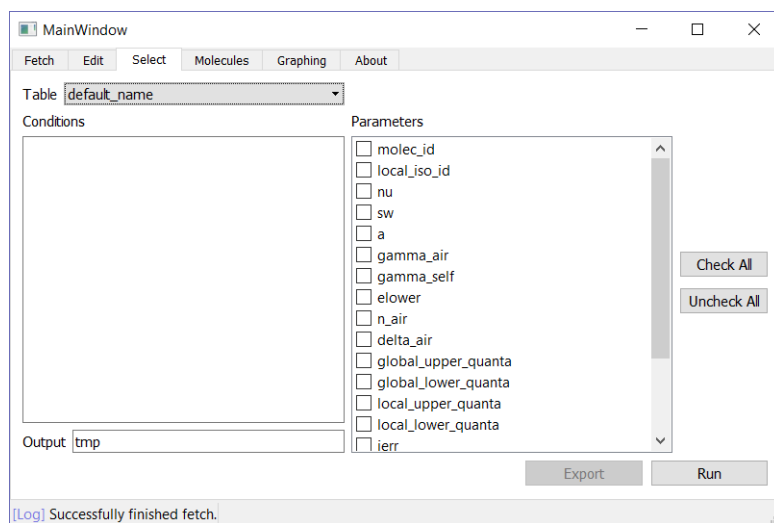 MainWindow
Fetch Edit Select Molecules Graphing About
Table default_name
Conditions Parameters
molec_id
local_iso_id
nu
sw
a
gamma_air
gamma_self
elower
n_air
delta_air
global_upper_quanta
global_lower_quanta
local_upper_quanta
local_lower_quanta
ierr
Check All
Uncheck All
Output tmp
Export Run
[Log] Successfully finished fetch.